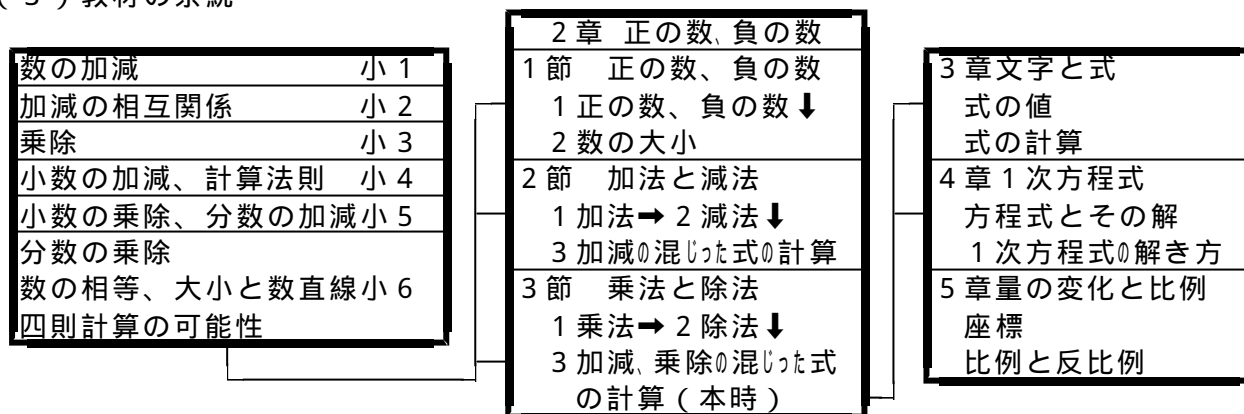 (3)教材の系統
数の加減 小1
加減の相互関係 小2
乗除 小3
小数の加減、計算法則 小4
小数の乗除、分数の加減小5
分数の乗除
数の相等、大小と数直線小6
四則計算の可能性
2章 正の数、負の数
1節 正の数、負の数
1正の数、負の数⬇
2数の大小
2節 加法と減法
1加法➡2減法⬇
3加減の混じった式の計算
3節 乗法と除法
1乗法➡2除法⬇
3加減、乗除の混じった式
の計算(本時)
3章文字と式
式の値
式の計算
4章1次方程式
方程式とその解
1次方程式の解き方
5章量の変化と比例
座標
比例と反比例